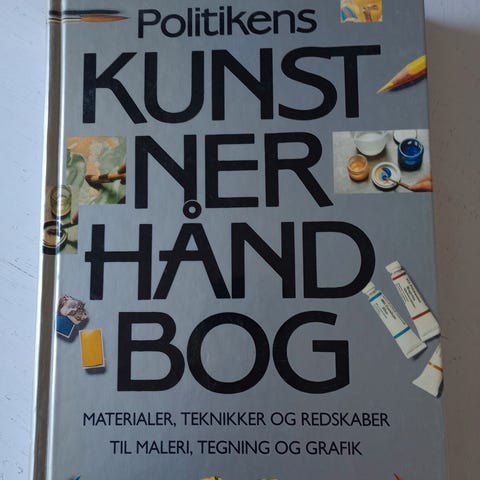 Politikens
KUNST
NER
HÅND
BOG
MATERIALER, TEKNIKKER OG REDSKABER
TIL MALERI, TEGNING OG GRAFIK